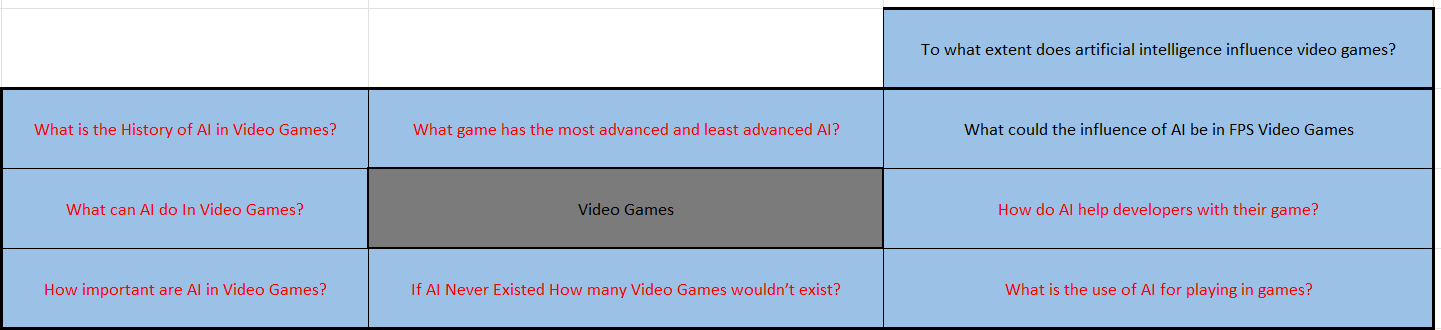 To what extent does artificial intelligence influence video games?
What is the History of AI in Video Games?
What game has the most advanced and least advanced AI?
What could the influence of AI be in FPS Video Games
What can AI do In Video Games?
Video Games
How do AI help developers with their game?
How important are AI in Video Games?
If AI Never Existed How many Video Games wouldn't exist?
What is the use of AI for playing in games?